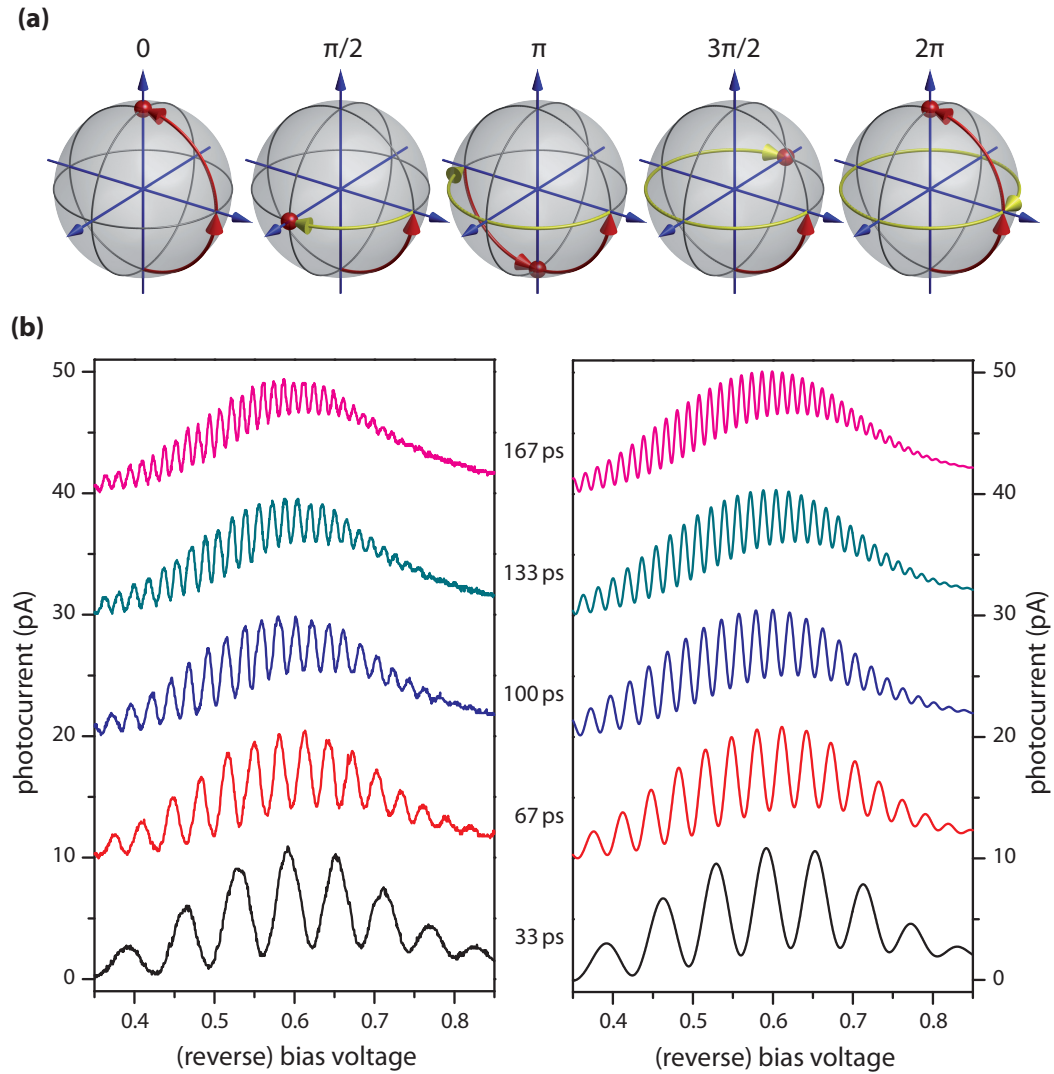 (a)
0 π/2 π 3π/2 2π
(b)
50
40
30
20
10
0
photocurrent (pA)
0.4 0.5 0.6 0.7 0.8
(reverse) bias voltage
167 ps
133 ps
100 ps
67 ps
33 ps
50
40
30
20
10
0
photocurrent (pA)
0.4 0.5 0.6 0.7 0.8
(reverse) bias voltage